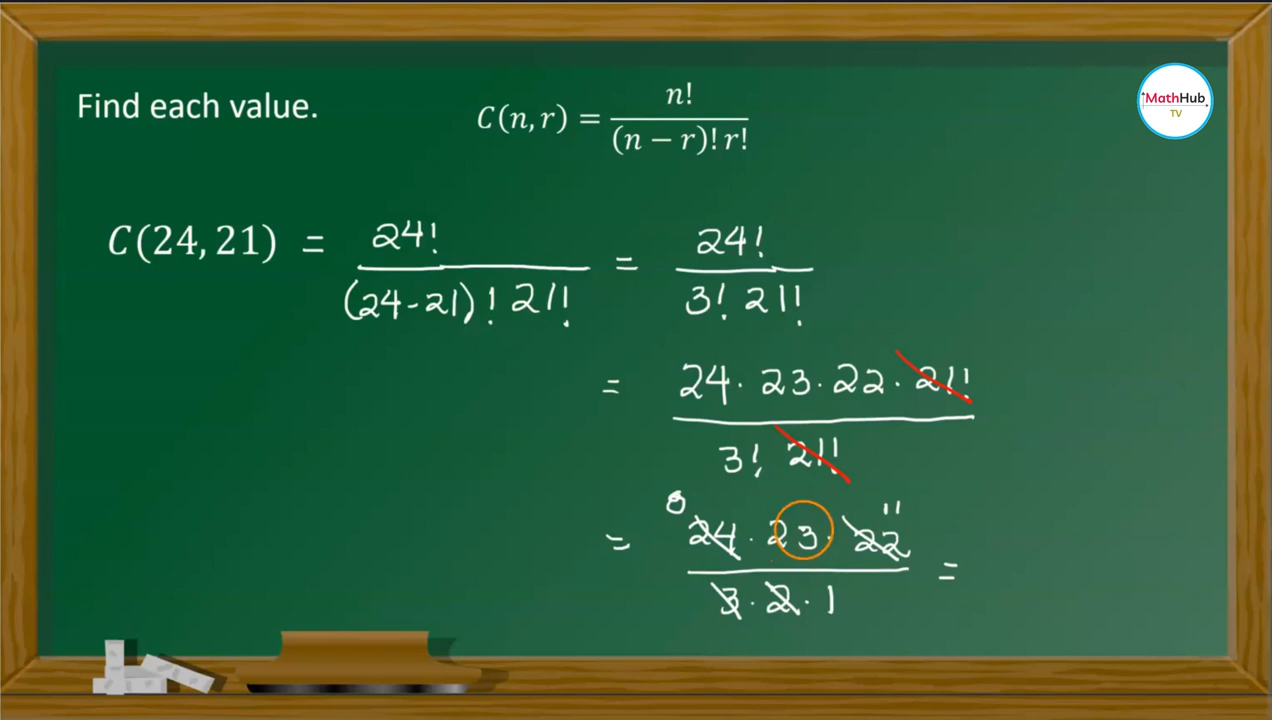 Find each value.
C(n, r) = n! / (n − r)! r!
MathHub
TV
C(24, 21) = 24! / (24-21)! 21! = 24! / 3! 21!
= 24 · 23 · 22 · 21! / 3! 21!
= 8 24 · 23 · 22 11 / 3 · 2 · 1 =